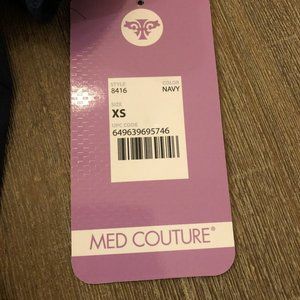 STYLE COLOR
8416 NAVY
SIZE
XS
UPC CODE
649639695746
MED COUTURE®